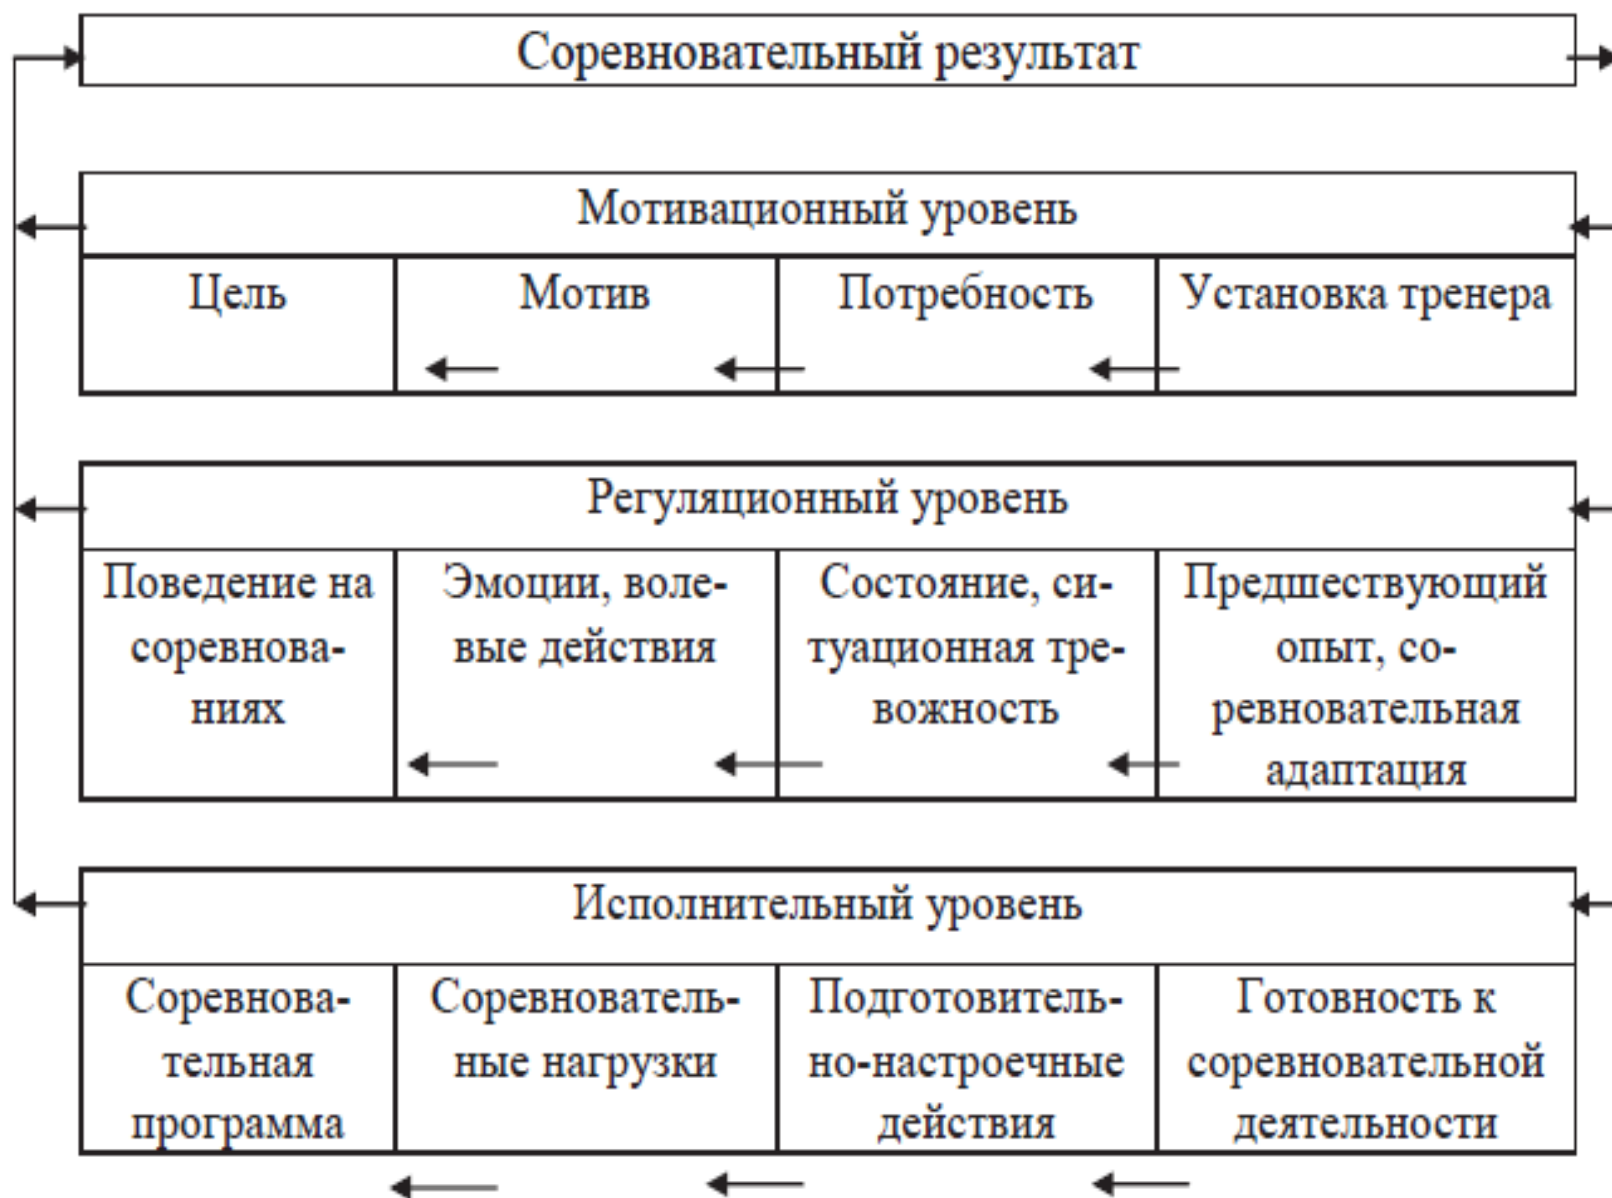 Соревновательный результат
Мотивационный уровень
Цель
Мотив
Потребность
Установка тренера
Регуляционный уровень
Поведение на
соревнова-
ниях
Эмоции, воле-
вые действия
Состояние, си-
туационная тре-
вожность
Предшествующий
опыт, со-
ревновательная
адаптация
Исполнительный уровень
Соревнова-
тельная
программа
Соревнователь-
ные нагрузки
Подготовитель-
но-настроечные
действия
Готовность к
соревновательной
деятельности